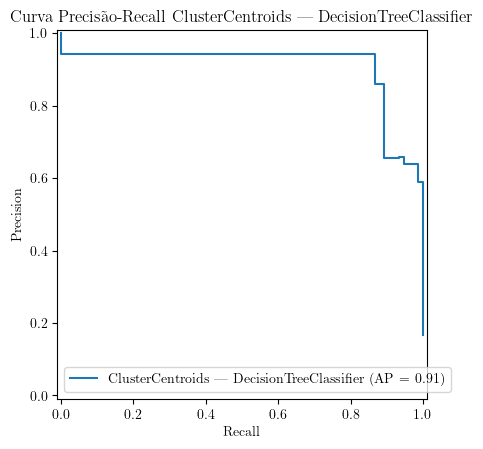 Curva Precisão-Recall ClusterCentroids — DecisionTreeClassifier
1.0
0.8
0.6
0.4
0.2
0.0
Precision
ClusterCentroids — DecisionTreeClassifier (AP = 0.91)
0.0 0.2 0.4 0.6 0.8 1.0
Recall